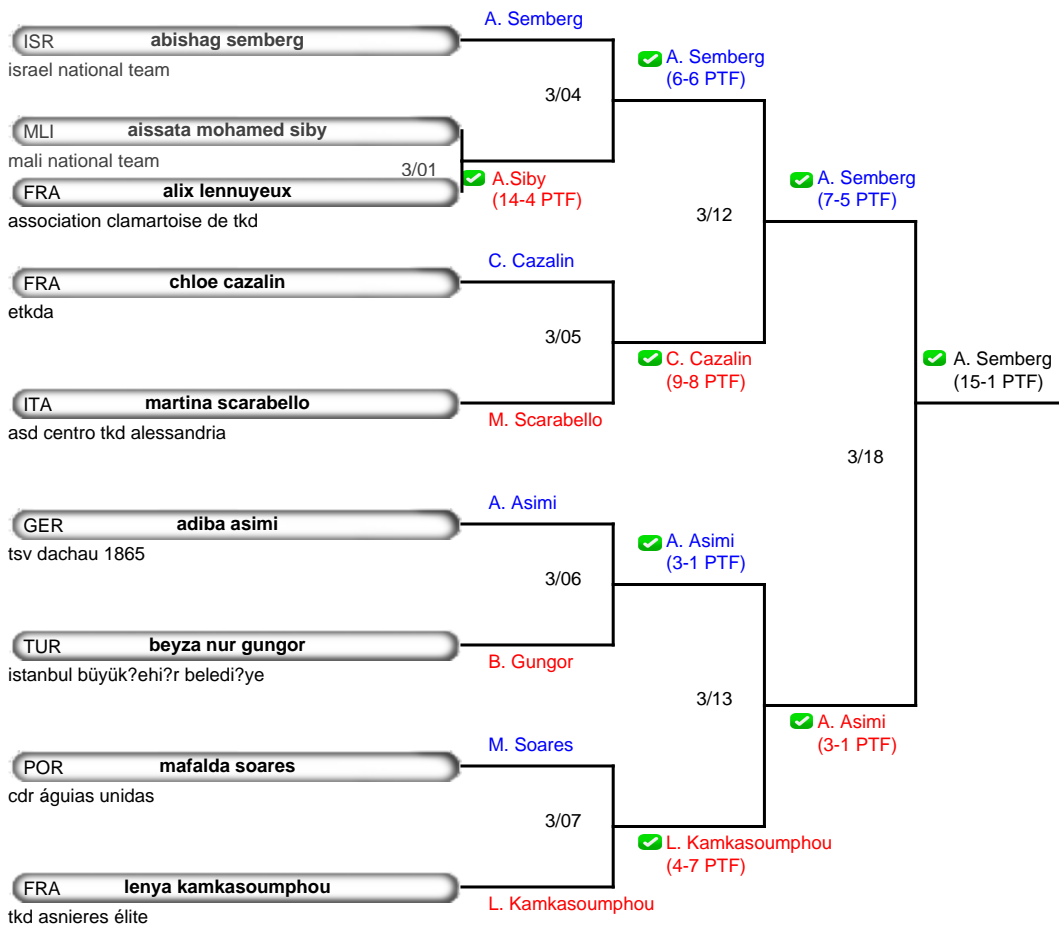 A. Semberg
ISR abishag semberg
israel national team
A. Semberg
(6-6 PTF)
3/04
MLI aissata mohamed siby
mali national team
3/01
A.Siby
(14-4 PTF)
FRA alix lennuyeux
association clamartoise de tkd
A. Semberg
(7-5 PTF)
3/12
C. Cazalin
FRA chloe cazalin
etkda
3/05
C. Cazalin
(9-8 PTF)
A. Semberg
(15-1 PTF)
ITA martina scarabello
asd centro tkd alessandria
M. Scarabello
3/18
A. Asimi
GER adiba asimi
tsv dachau 1865
A. Asimi
(3-1 PTF)
3/06
TUR beyza nur gungor
istanbul büyük?ehi?r beledi?ye
B. Gungor
3/13
A. Asimi
(3-1 PTF)
M. Soares
POR mafalda soares
cdr águias unidas
3/07
L. Kamkasoumphou
(4-7 PTF)
FRA lenya kamkasoumphou
tkd asnieres élite
L. Kamkasoumphou